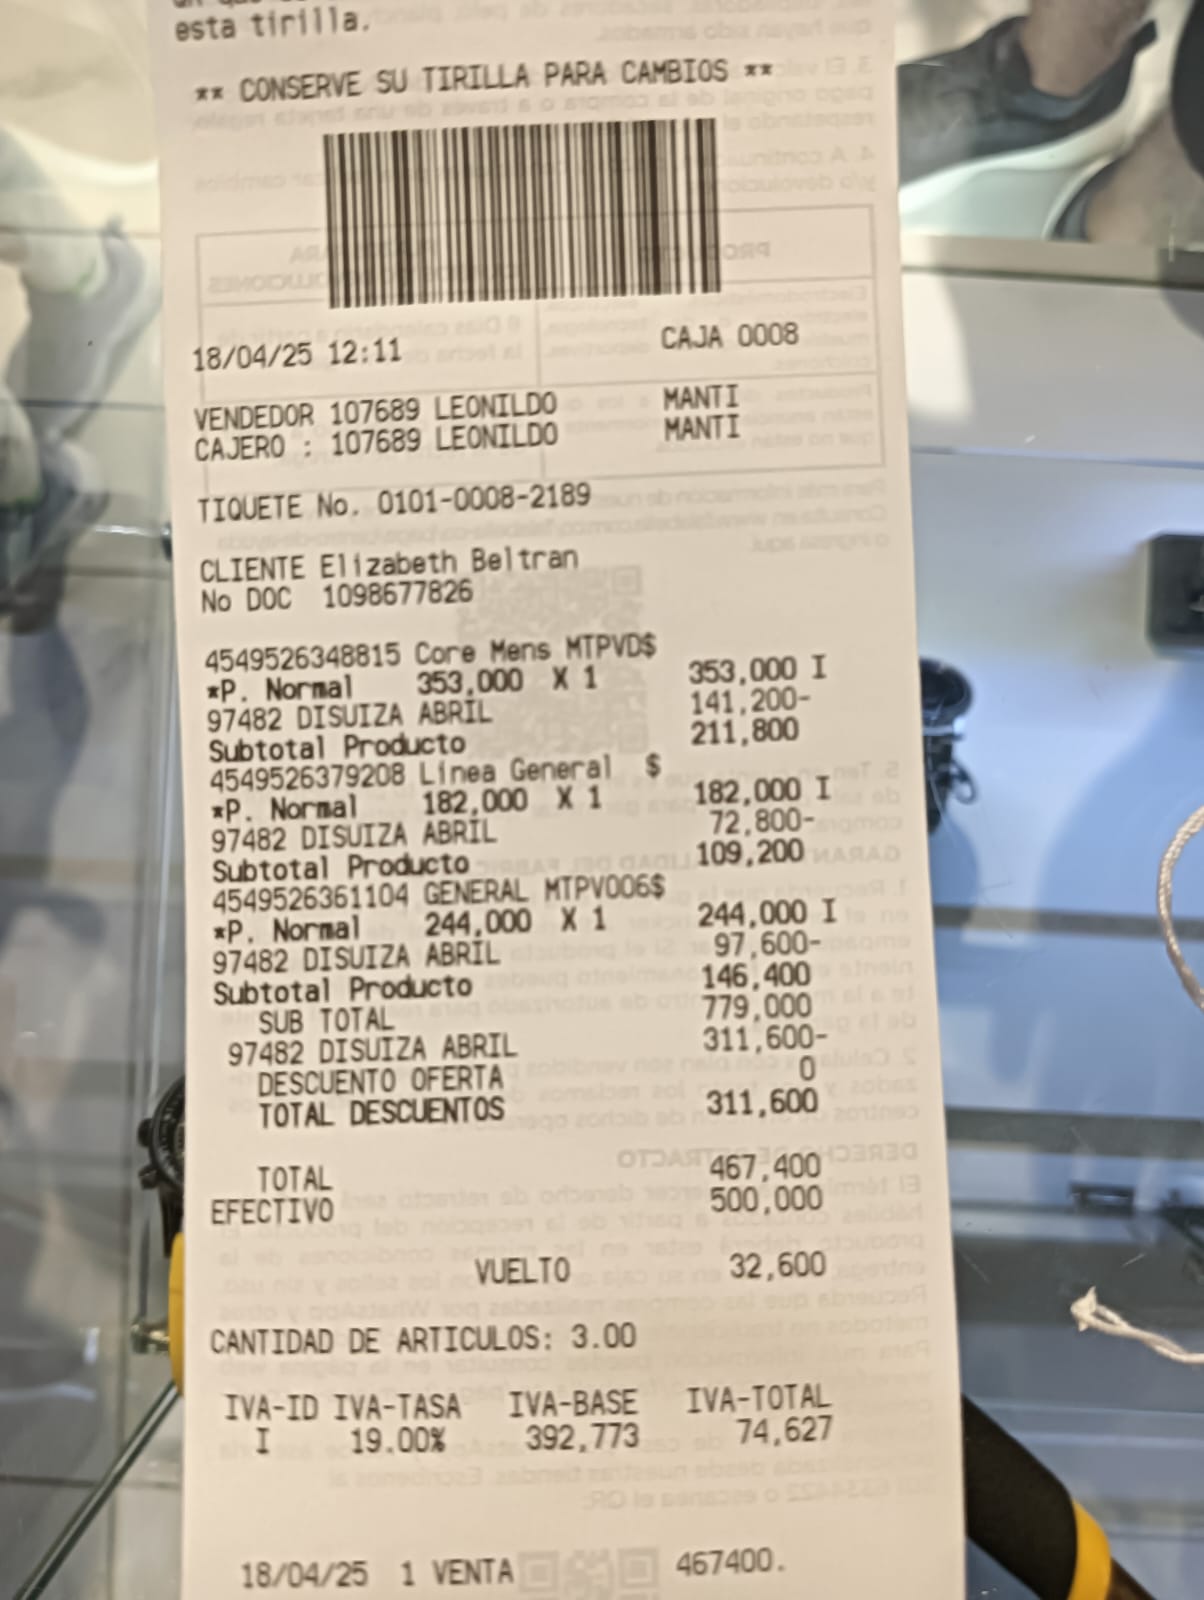 esta tirilla.
** CONSERVE SU TIRILLA PARA CAMBIOS **
18/04/25 12:11 CAJA 0008
VENDEDOR 107689 LEONILDO MANTI
CAJERO : 107689 LEONILDO MANTI
TIQUETE No. 0101-0008-2189
CLIENTE Elizabeth Beltran
No DOC 1098677826
4549526348815 Core Mens MTPVD$
*P. Normal 353,000 X 1 353,000 I
97482 DISUIZA ABRIL 141,200-
Subtotal Producto 211,800
4549526379208 Linea General $
*P. Normal 182,000 X 1 182,000 I
97482 DISUIZA ABRIL 72,800-
Subtotal Producto 109,200
4549526361104 GENERAL MTPV006$
*P. Normal 244,000 X 1 244,000 I
97482 DISUIZA ABRIL 97,600-
Subtotal Producto 146,400
SUB TOTAL 779,000
97482 DISUIZA ABRIL 311,600-
DESCUENTO OFERTA 0
TOTAL DESCUENTOS 311,600
TOTAL 467,400
EFECTIVO 500,000
VUELTO 32,600
CANTIDAD DE ARTICULOS: 3.00
IVA-ID IVA-TASA IVA-BASE IVA-TOTAL
I 19.00% 392,773 74,627
18/04/25 1 VENTA 467400.